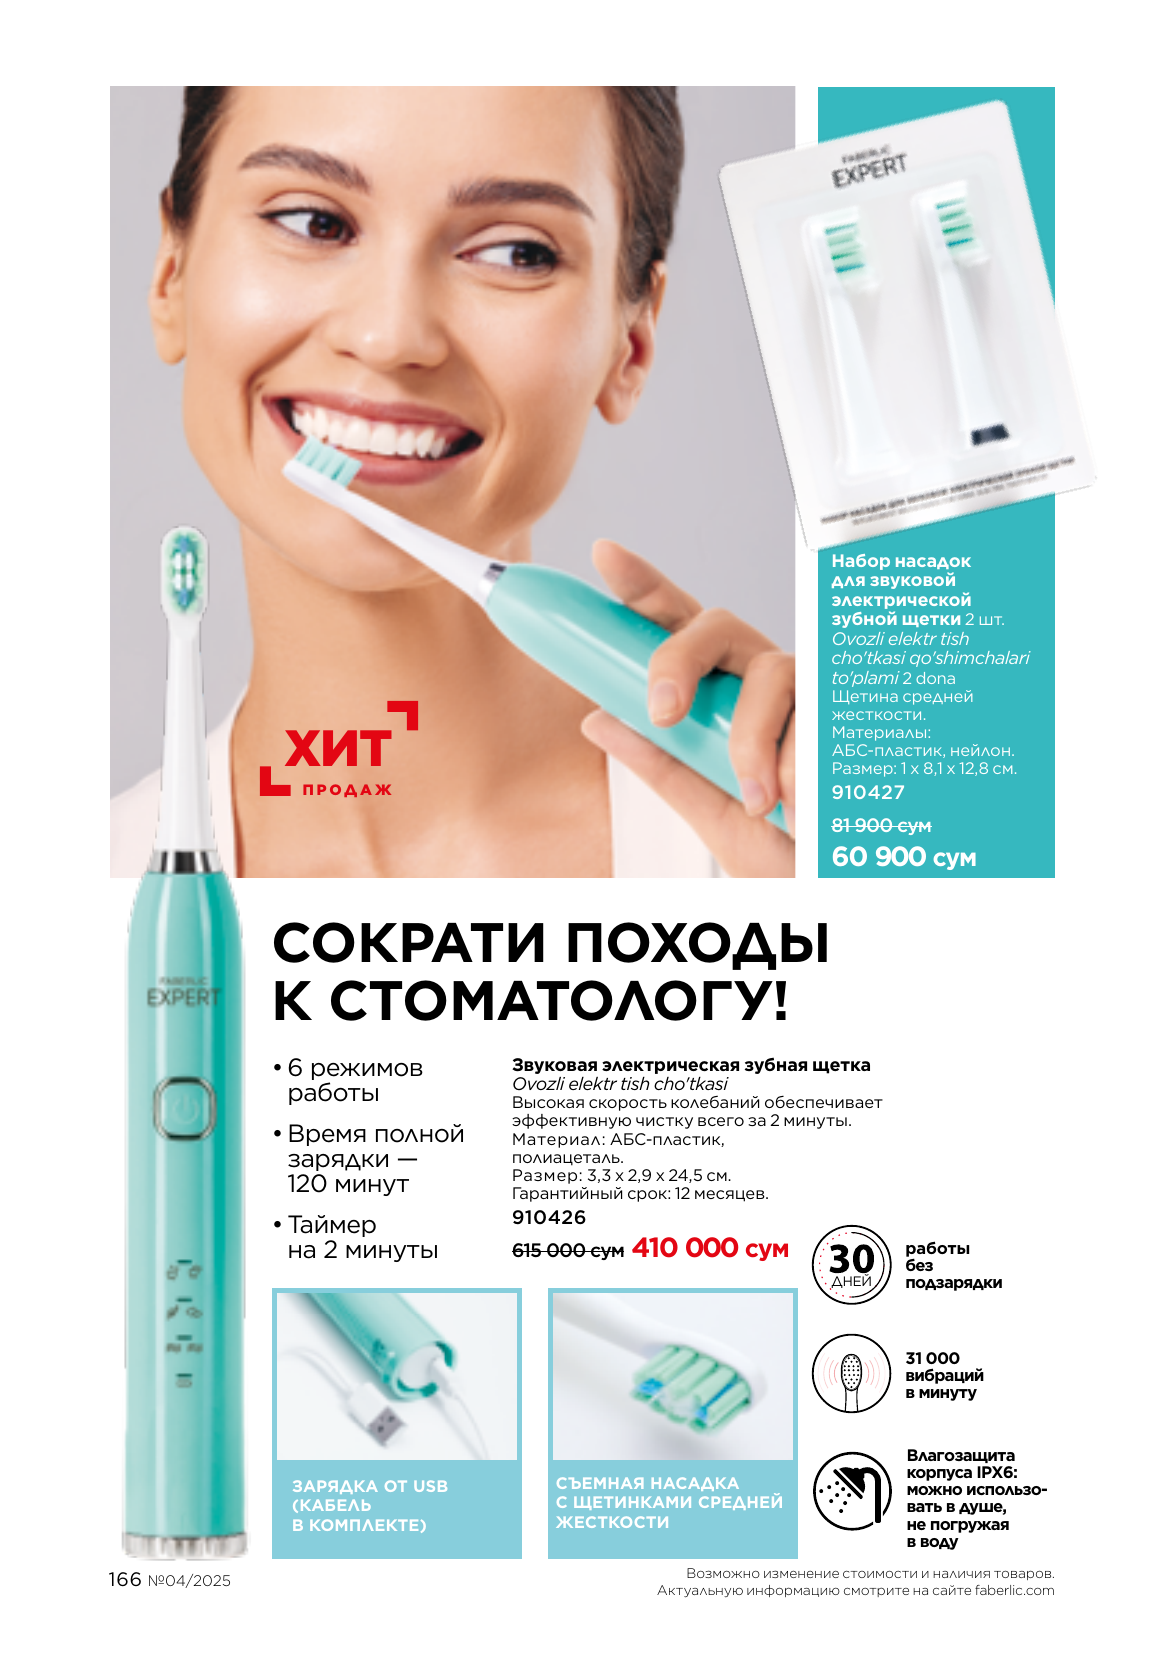 FABERLIC
EXPERT
Набор насадок
для звуковой
электрической
зубной щетки 2 шт.
Ovozli elektr tish
cho'tkasi qo'shimchalari
to'plami 2 dona
Щетина средней
жесткости.
Материалы:
АБС-пластик, нейлон.
Размер: 1 х 8,1 х 12,8 см.
910427
81 900 сум
60 900 сум
ХИТ
ПРОДАЖ
FABERLIC
EXPERT
СОКРАТИ ПОХОДЫ
К СТОМАТОЛОГУ!
• 6 режимов
работы
• Время полной
зарядки —
120 минут
• Таймер
на 2 минуты
Звуковая электрическая зубная щетка
Ovozli elektr tish cho'tkasi
Высокая скорость колебаний обеспечивает
эффективную чистку всего за 2 минуты.
Материал: АБС-пластик,
полиацеталь.
Размер: 3,3 х 2,9 х 24,5 см.
Гарантийный срок: 12 месяцев.
910426
615 000 сум 410 000 сум
30
ДНЕЙ
работы
без
подзарядки
31 000
вибраций
в минуту
Влагозащита
корпуса IPX6:
можно использо-
вать в душе,
не погружая
в воду
ЗАРЯДКА ОТ USB
(КАБЕЛЬ
В КОМПЛЕКТЕ)
СЪЕМНАЯ НАСАДКА
С ЩЕТИНКАМИ СРЕДНЕЙ
ЖЕСТКОСТИ
166 №04/2025
Возможно изменение стоимости и наличия товаров.
Актуальную информацию смотрите на сайте faberlic.com